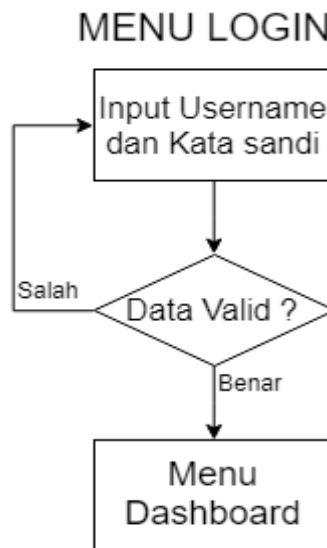 MENU LOGIN
Input Username
dan Kata sandi
Salah
Data Valid ?
Benar
Menu
Dashboard